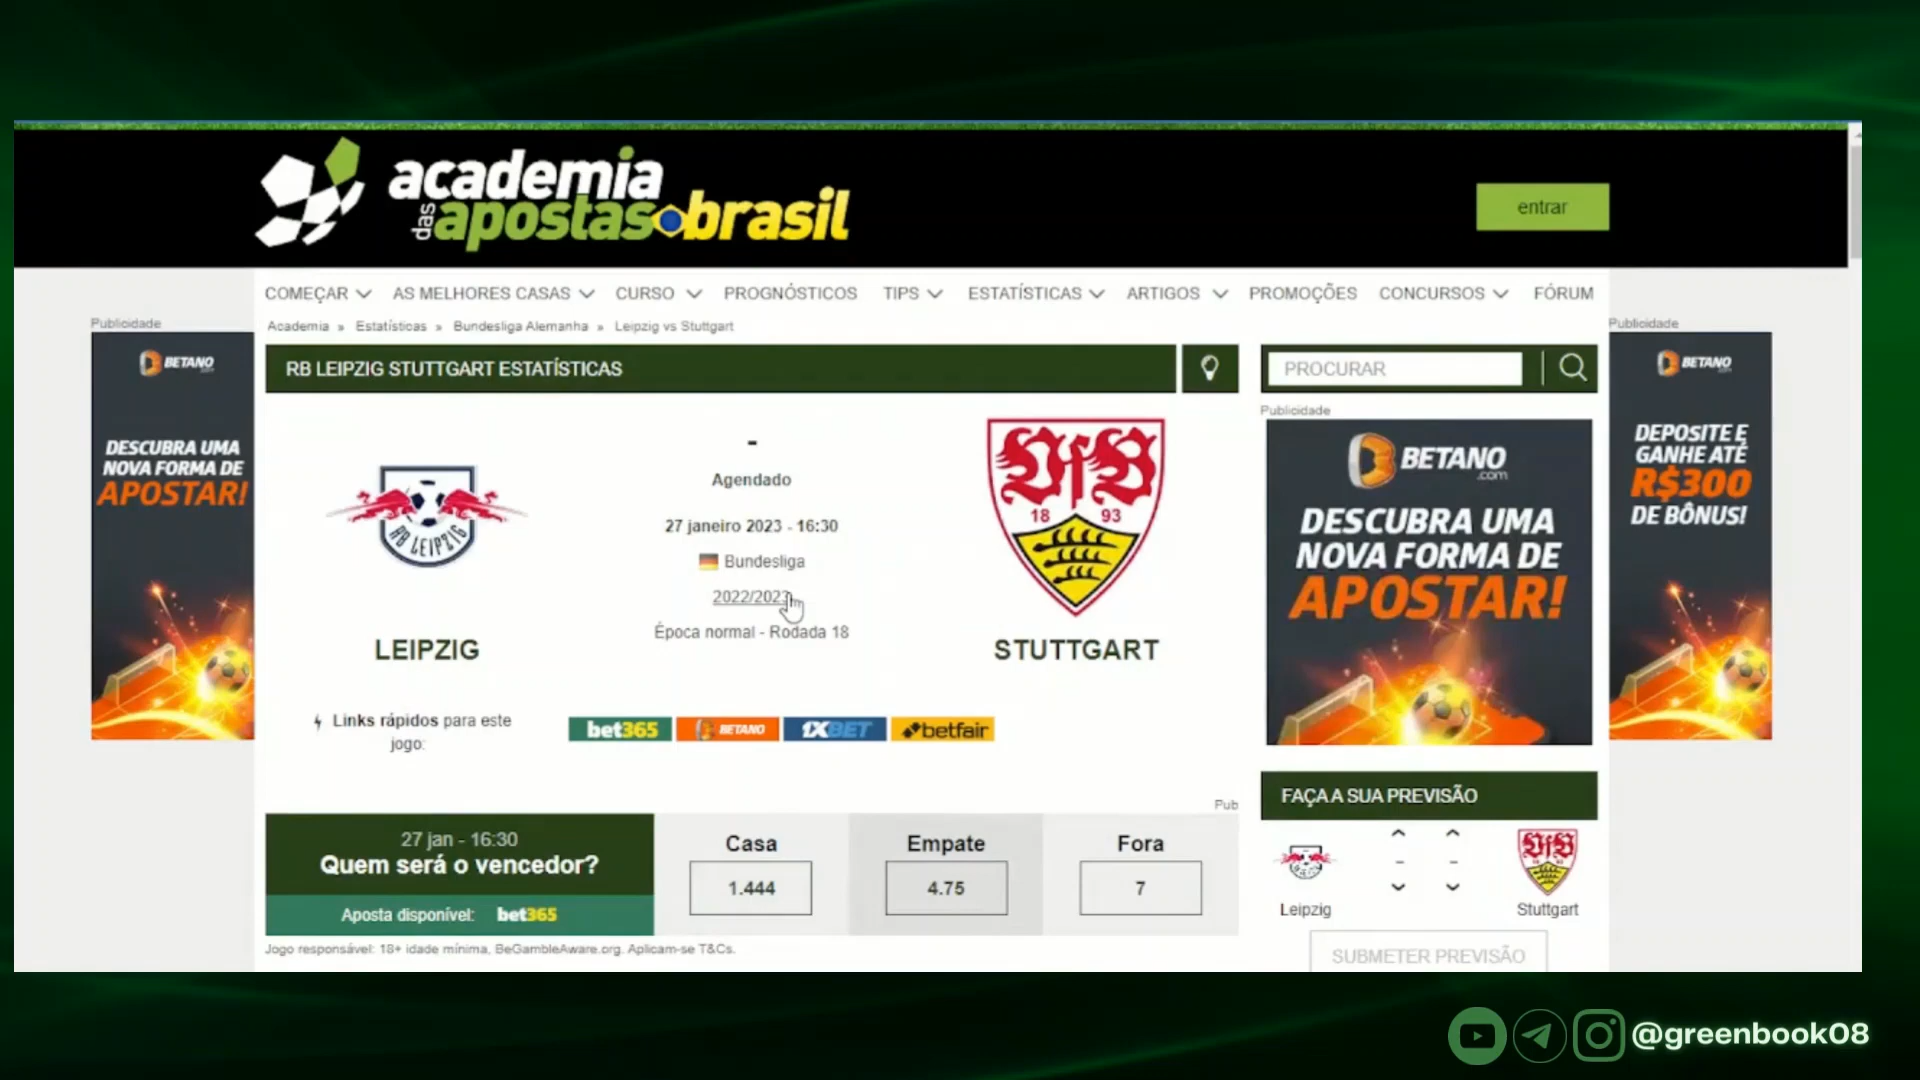 academia
das apostas brasil
entrar
COMEÇAR AS MELHORES CASAS CURSO PROGNÓSTICOS TIPS ESTATÍSTICAS ARTIGOS PROMOÇÕES CONCURSOS FÓRUM
Academia » Estatísticas » Bundesliga Alemanha » Leipzig vs Stuttgart
Publicidade
BETANO
DESCUBRA UMA
NOVA FORMA DE
APOSTAR!
RB LEIPZIG STUTTGART ESTATÍSTICAS
PROCURAR
-
Agendado
27 janeiro 2023 - 16:30
Bundesliga
2022/2023
Época normal - Rodada 18
RB LEIPZIG
LEIPZIG
VfB
18 93
STUTTGART
Links rápidos para este
jogo:
bet365 BETANO 1XBET betfair
Pub
27 jan - 16:30
Quem será o vencedor?
Aposta disponível: bet365
Casa Empate Fora
1.444 4.75 7
Jogo responsável: 18+ idade mínima, BeGambleAware.org. Aplicam-se T&Cs.
Publicidade
BETANO
.com
DESCUBRA UMA
NOVA FORMA DE
APOSTAR!
FAÇA A SUA PREVISÃO
- -
Leipzig Stuttgart
SUBMETER PREVISÃO
Publicidade
BETANO
DEPOSITE E
GANHE ATÉ
R$300
DE BÔNUS!
@greenbook08